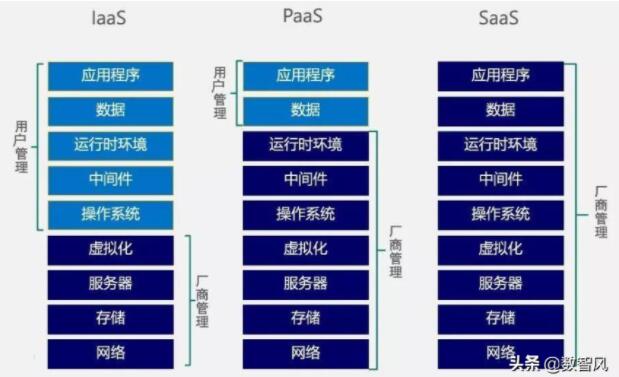 IaaS
PaaS
SaaS
用户管理
应用程序
数据
运行时环境
中间件
操作系统
虚拟化
服务器
存储
网络
厂商管理
用户管理
应用程序
数据
运行时环境
中间件
操作系统
虚拟化
服务器
存储
网络
厂商管理
应用程序
数据
运行时环境
中间件
操作系统
虚拟化
服务器
存储
网络
厂商管理
头条 @数智风